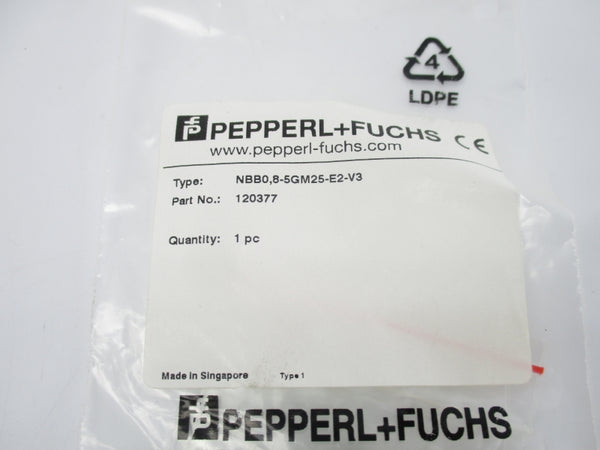 4
LDPE
PEPPERL+FUCHS CE
www.pepperl-fuchs.com
Type: NBB0,8-5GM25-E2-V3
Part No.: 120377
Quantity: 1 pc
Made in Singapore Type 1
PEPPERL+FUCHS